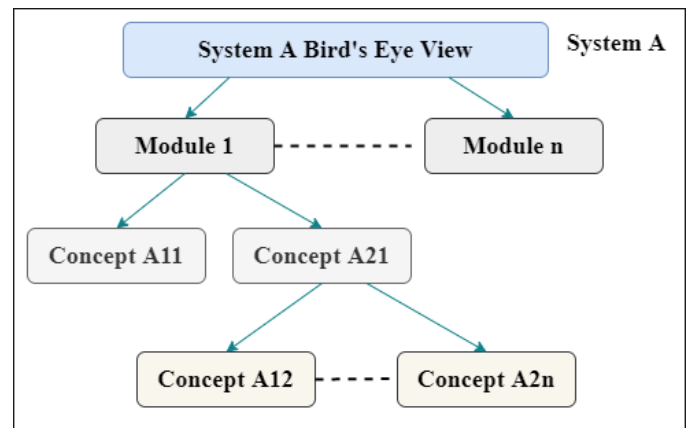 System A Bird's Eye View
System A
Module 1
Module n
Concept A11
Concept A21
Concept A12
Concept A2n